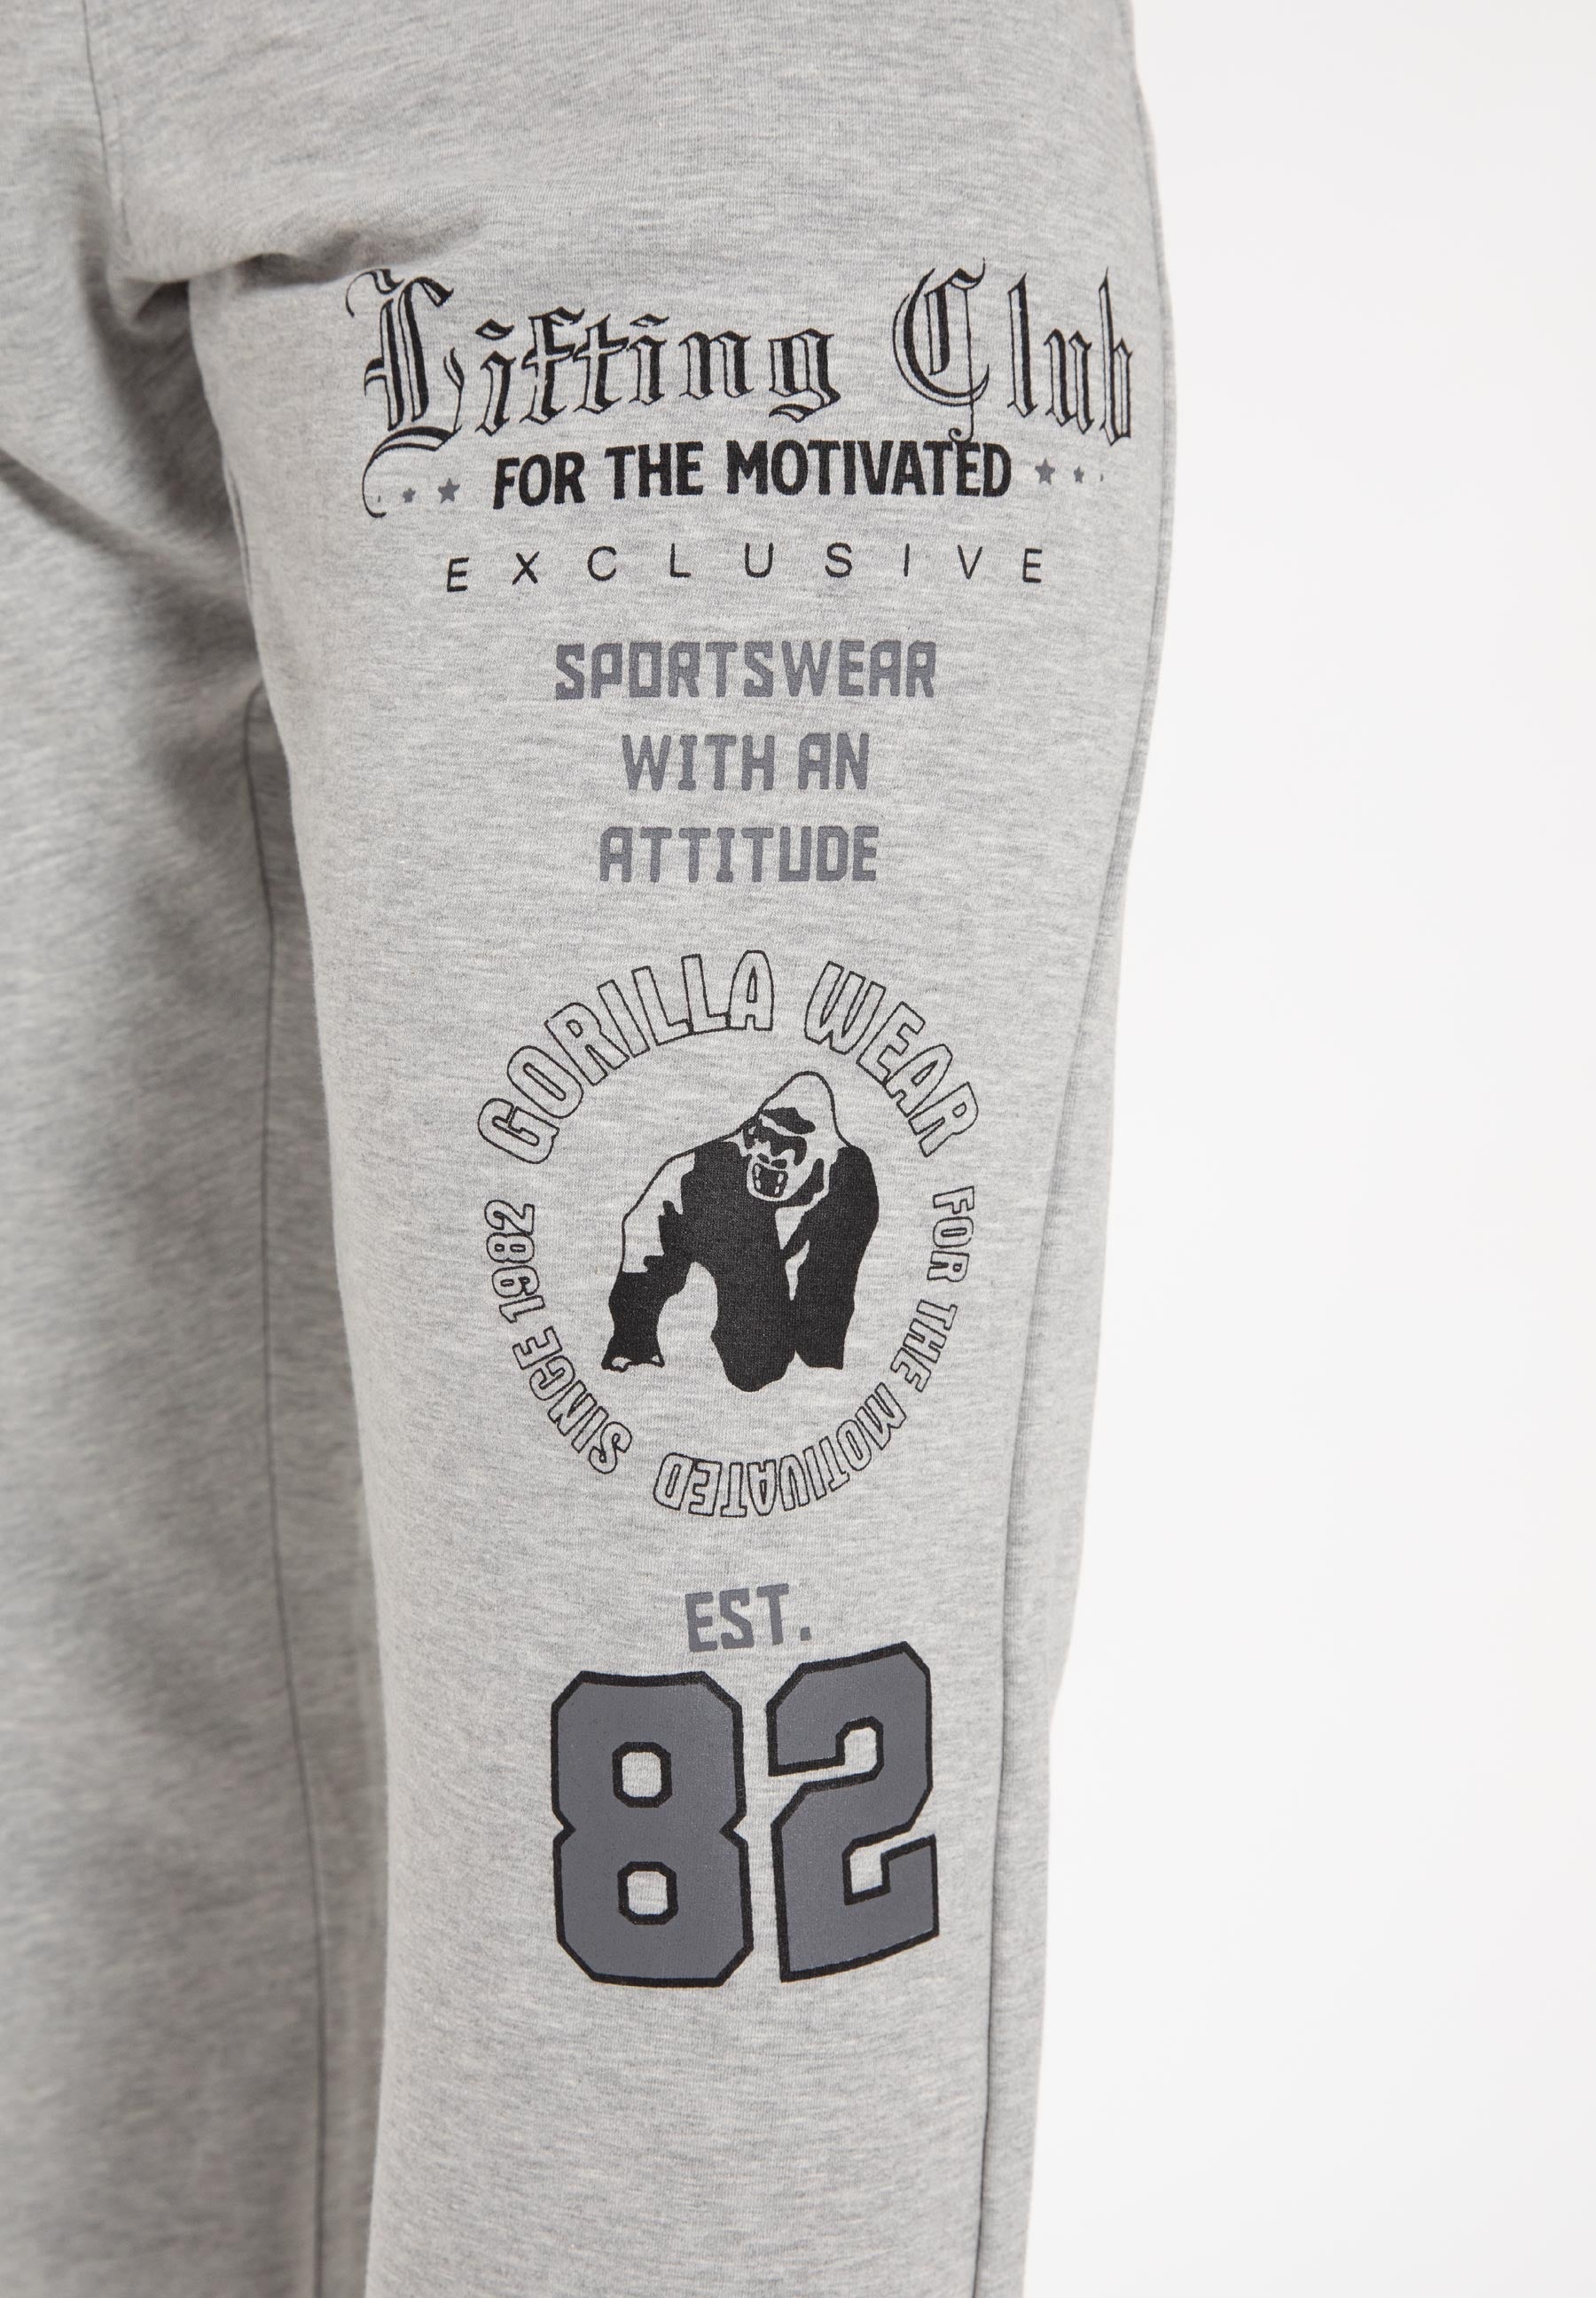 Lifting Club
FOR THE MOTIVATED
EXCLUSIVE
SPORTSWEAR
WITH AN
ATTITUDE
GORILLA WEAR
FOR THE MOTIVATED
SINCE 1982
EST.
82